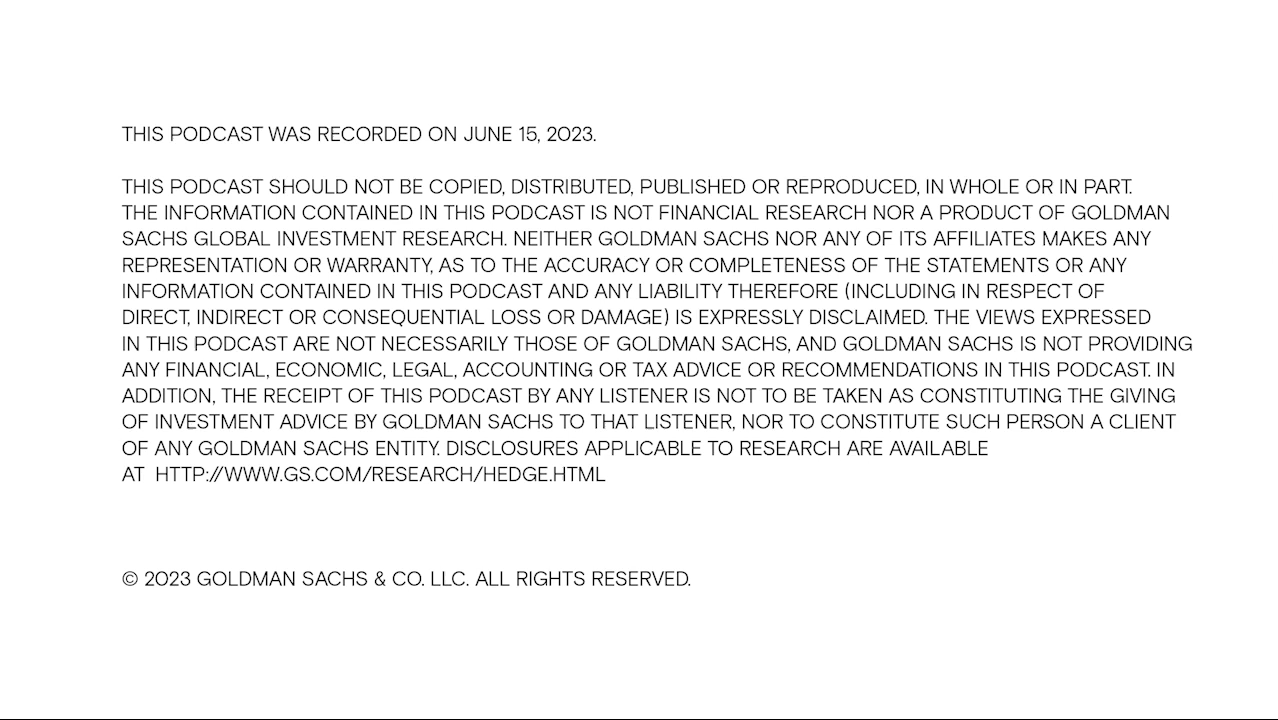 THIS PODCAST WAS RECORDED ON JUNE 15, 2023.
THIS PODCAST SHOULD NOT BE COPIED, DISTRIBUTED, PUBLISHED OR REPRODUCED, IN WHOLE OR IN PART.
THE INFORMATION CONTAINED IN THIS PODCAST IS NOT FINANCIAL RESEARCH NOR A PRODUCT OF GOLDMAN
SACHS GLOBAL INVESTMENT RESEARCH. NEITHER GOLDMAN SACHS NOR ANY OF ITS AFFILIATES MAKES ANY
REPRESENTATION OR WARRANTY, AS TO THE ACCURACY OR COMPLETENESS OF THE STATEMENTS OR ANY
INFORMATION CONTAINED IN THIS PODCAST AND ANY LIABILITY THEREFORE (INCLUDING IN RESPECT OF
DIRECT, INDIRECT OR CONSEQUENTIAL LOSS OR DAMAGE) IS EXPRESSLY DISCLAIMED. THE VIEWS EXPRESSED
IN THIS PODCAST ARE NOT NECESSARILY THOSE OF GOLDMAN SACHS, AND GOLDMAN SACHS IS NOT PROVIDING
ANY FINANCIAL, ECONOMIC, LEGAL, ACCOUNTING OR TAX ADVICE OR RECOMMENDATIONS IN THIS PODCAST. IN
ADDITION, THE RECEIPT OF THIS PODCAST BY ANY LISTENER IS NOT TO BE TAKEN AS CONSTITUTING THE GIVING
OF INVESTMENT ADVICE BY GOLDMAN SACHS TO THAT LISTENER, NOR TO CONSTITUTE SUCH PERSON A CLIENT
OF ANY GOLDMAN SACHS ENTITY. DISCLOSURES APPLICABLE TO RESEARCH ARE AVAILABLE
AT  HTTP://WWW.GS.COM/RESEARCH/HEDGE.HTML
© 2023 GOLDMAN SACHS & CO. LLC. ALL RIGHTS RESERVED.